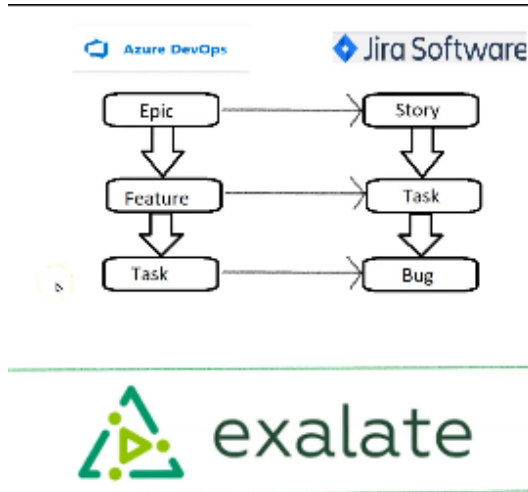 Azure DevOps Jira Software
Epic Story
Feature Task
Task Bug
exalate